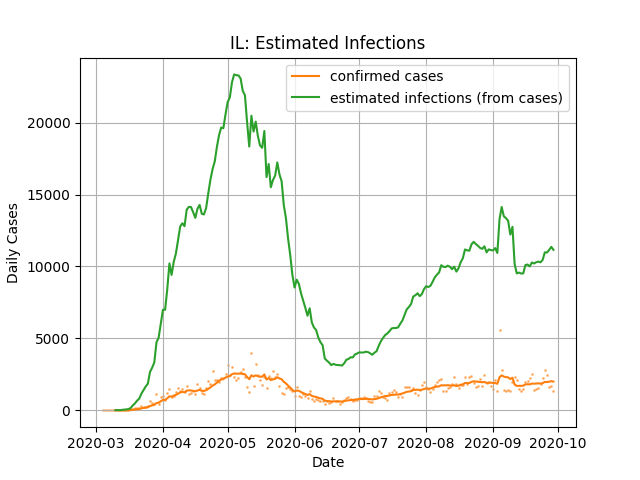 IL: Estimated Infections
confirmed cases
estimated infections (from cases)
Daily Cases
20000
15000
10000
5000
0
2020-03 2020-04 2020-05 2020-06 2020-07 2020-08 2020-09 2020-10
Date